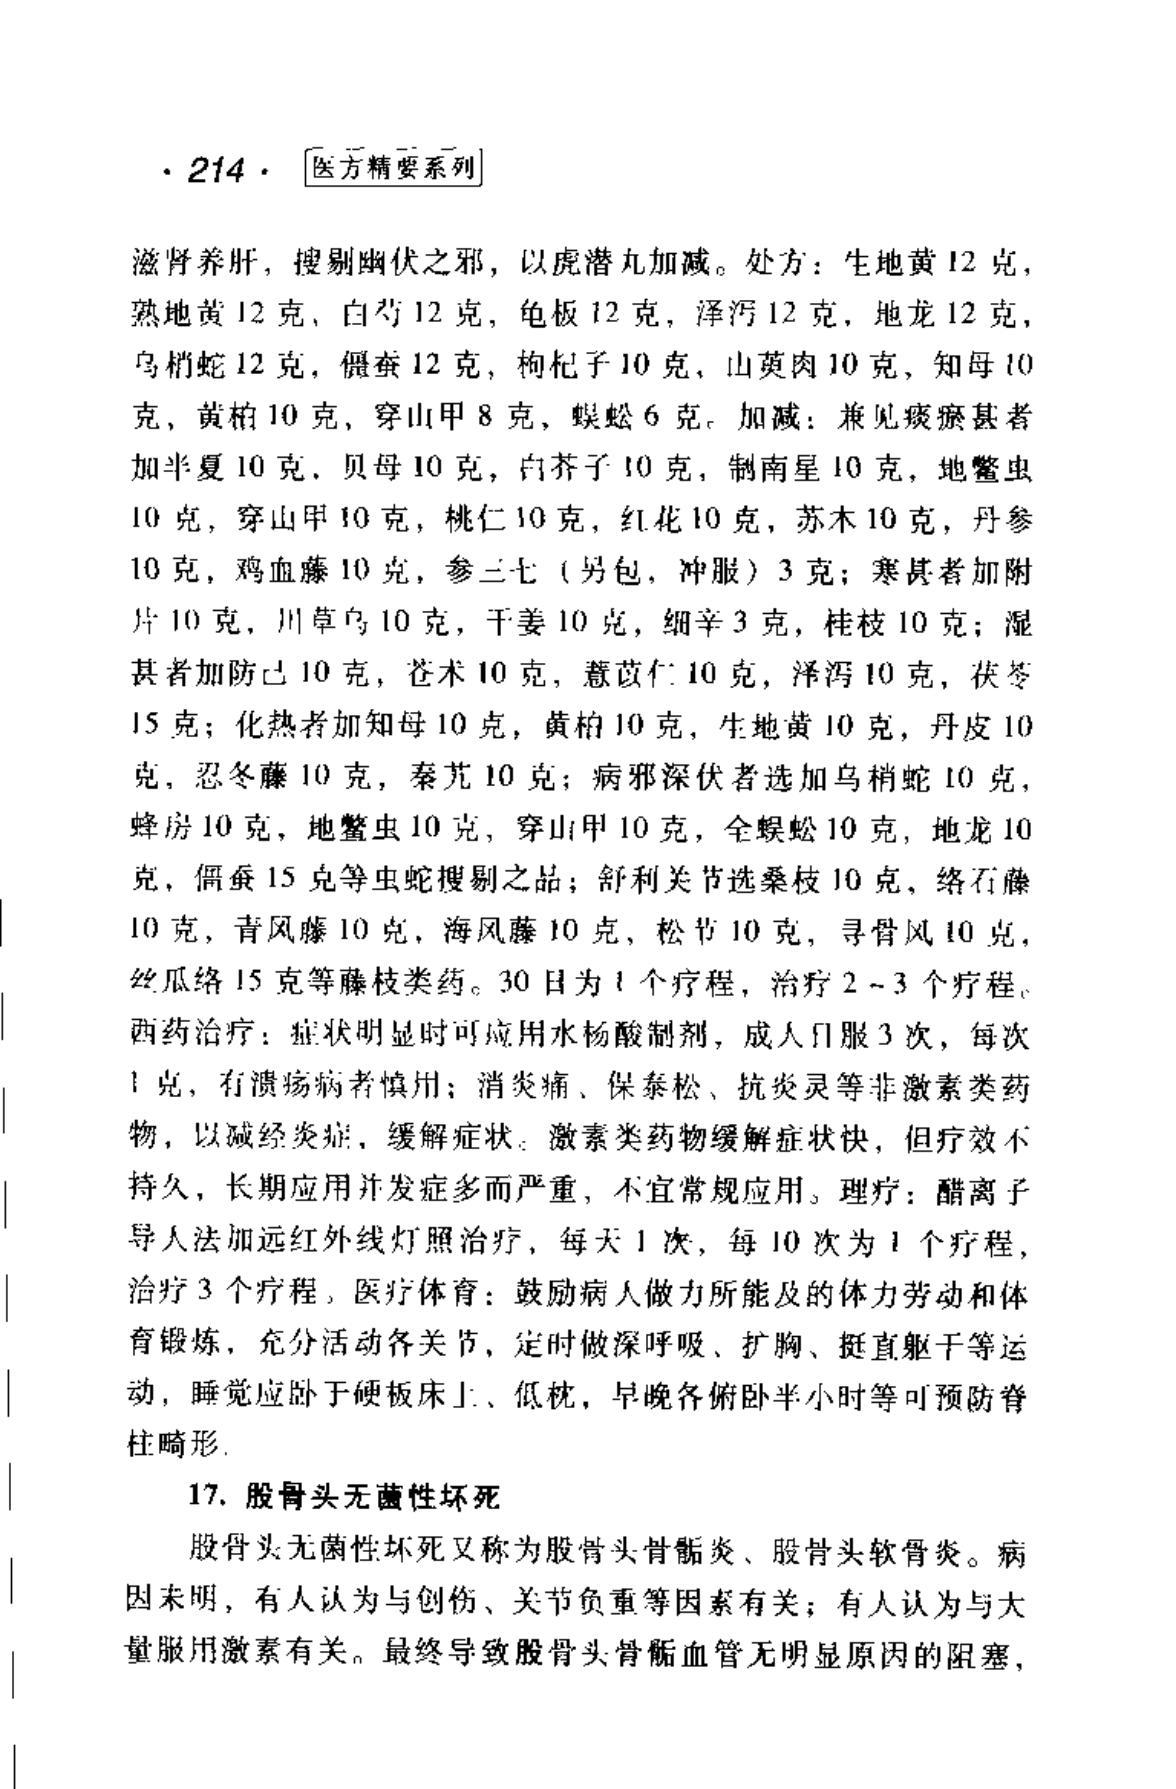 · 214 · 医方精要系列
滋肾养肝，搜剔幽伏之邪，以虎潜丸加减。处方：生地黄 12 克，
熟地黄 12 克，白芍 12 克，龟板 12 克，泽泻 12 克，地龙 12 克，
乌梢蛇 12 克，僵蚕 12 克，枸杞子 10 克，山萸肉 10 克，知母 10
克，黄柏 10 克，穿山甲 8 克，蜈蚣 6 克。加减：兼见痰瘀甚者
加半夏 10 克，贝母 10 克，白芥子 10 克，制南星 10 克，地鳖虫
10 克，穿山甲 10 克，桃仁 10 克，红花 10 克，苏木 10 克，丹参
10 克，鸡血藤 10 克，参三七（另包，冲服）3 克；寒甚者加附
片 10 克，川草乌 10 克，干姜 10 克，细辛 3 克，桂枝 10 克；湿
甚者加防己 10 克，苍术 10 克，薏苡仁 10 克，泽泻 10 克，茯苓
15 克；化热者加知母 10 克，黄柏 10 克，生地黄 10 克，丹皮 10
克，忍冬藤 10 克，秦艽 10 克；病邪深伏者选加乌梢蛇 10 克，
蜂房 10 克，地鳖虫 10 克，穿山甲 10 克，全蜈蚣 10 克，地龙 10
克，僵蚕 15 克等虫蛇搜剔之品；舒利关节选桑枝 10 克，络石藤
10 克，青风藤 10 克，海风藤 10 克，松节 10 克，寻骨风 10 克，
丝瓜络 15 克等藤枝类药。30 日为 1 个疗程，治疗 2～3 个疗程。
西药治疗：症状明显时可应用水杨酸制剂，成人日服 3 次，每次
1 克，有溃疡病者慎用；消炎痛、保泰松、抗炎灵等非激素类药
物，以减经炎症，缓解症状。激素类药物缓解症状快，但疗效不
持久，长期应用并发症多而严重，不宜常规应用。理疗：醋离子
导人法加远红外线灯照治疗，每天 1 次，每 10 次为 1 个疗程，
治疗 3 个疗程。医疗体育：鼓励病人做力所能及的体力劳动和体
育锻炼，充分活动各关节，定时做深呼吸、扩胸、挺直躯干等运
动，睡觉应卧于硬板床上、低枕，早晚各俯卧半小时等可预防脊
柱畸形.
17. 股骨头无菌性坏死
股骨头无菌性坏死又称为股骨头骨骺炎、股骨头软骨炎。病
因未明，有人认为与创伤、关节负重等因素有关；有人认为与大
量服用激素有关。最终导致股骨头骨骺血管无明显原因的阻塞，